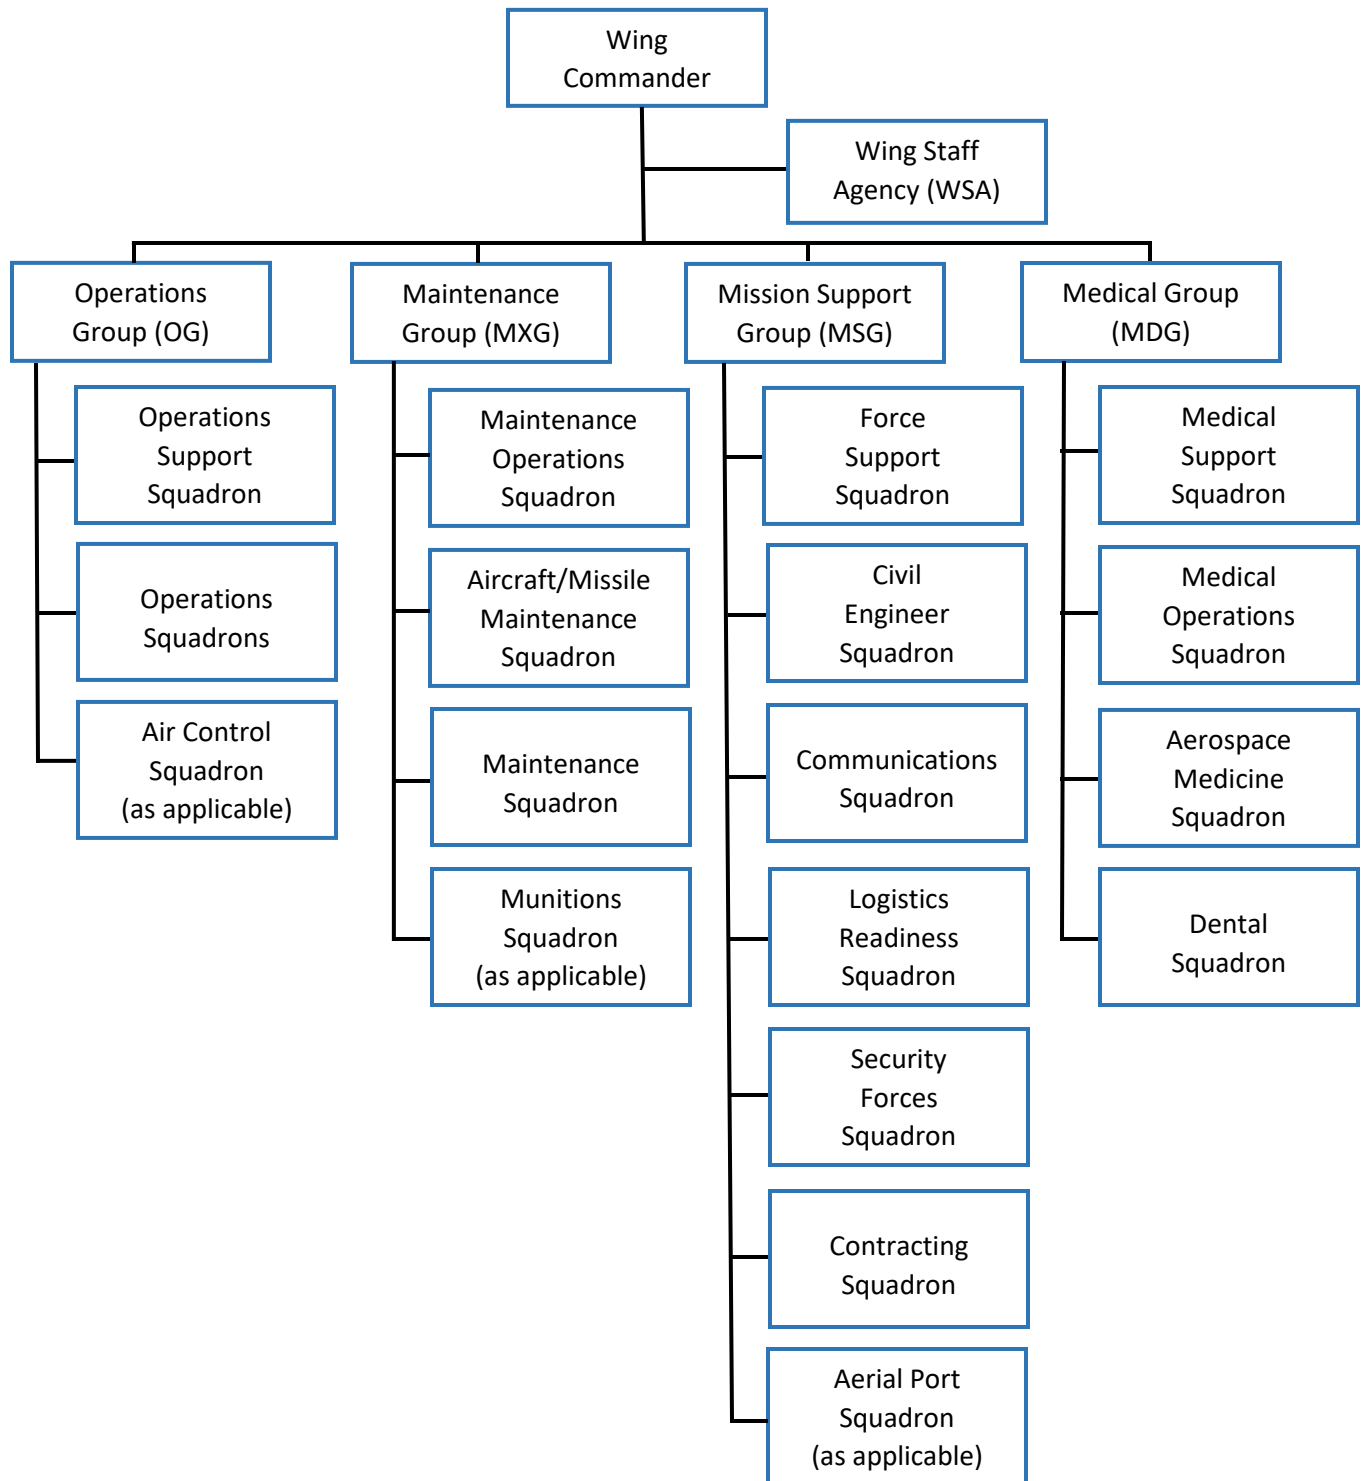 Wing
Commander
Wing Staff
Agency (WSA)
Operations
Group (OG)
Maintenance
Group (MXG)
Mission Support
Group (MSG)
Medical Group
(MDG)
Operations
Support
Squadron
Operations
Squadrons
Air Control
Squadron
(as applicable)
Maintenance
Operations
Squadron
Aircraft/Missile
Maintenance
Squadron
Maintenance
Squadron
Munitions
Squadron
(as applicable)
Force
Support
Squadron
Civil
Engineer
Squadron
Communications
Squadron
Logistics
Readiness
Squadron
Security
Forces
Squadron
Contracting
Squadron
Aerial Port
Squadron
(as applicable)
Medical
Support
Squadron
Medical
Operations
Squadron
Aerospace
Medicine
Squadron
Dental
Squadron